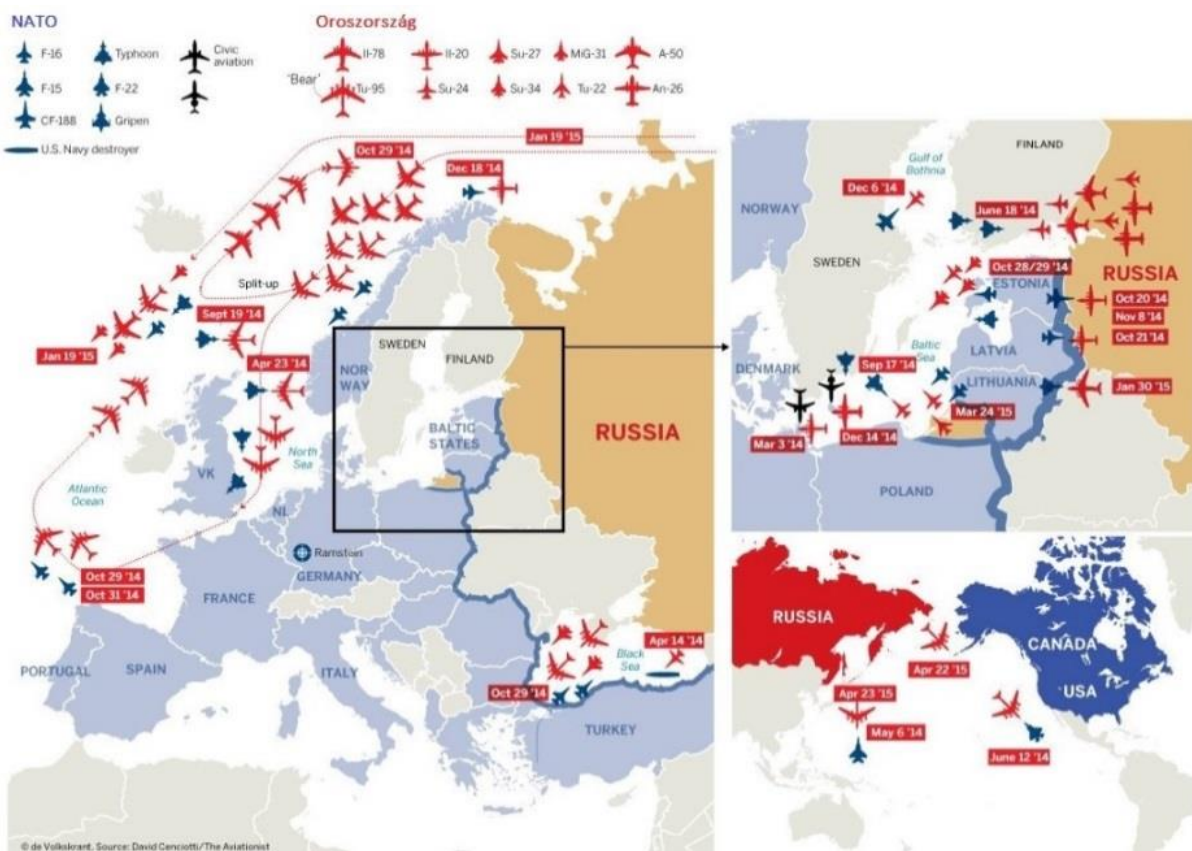 NATO
F-16
Typhoon
Civic
aviation
F-15
F-22
CF-188
Gripen
U.S. Navy destroyer
Oroszország
Il-78
Il-20
Su-27
MiG-31
A-50
'Bear'
Tu-95
Su-24
Su-34
Tu-22
An-26
Jan 19 '15
Oct 29 '14
Dec 18 '14
Split-up
Sept 19 '14
Jan 19 '15
Apr 23 '14
SWEDEN
FINLAND
NOR-
WAY
BALTIC
STATES
RUSSIA
North
Sea
VK
Atlantic
Ocean
NL
Ramstein
GERMANY
Oct 29 '14
Oct 31 '14
FRANCE
PORTUGAL
SPAIN
ITALY
Apr 14 '14
Black
Sea
Oct 29 '14
TURKEY
© de Volkskrant. Source: David Cenciotti/The Aviationist
FINLAND
Gulf of
Bothnia
Dec 6 '14
NORWAY
June 18 '14
SWEDEN
Oct 28/29 '14
RUSSIA
ESTONIA
Oct 20 '14
Nov 8 '14
Oct 21 '14
Baltic
Sea
LATVIA
DENMARK
Sep 17 '14
LITHUANIA
Jan 30 '15
Mar 24 '15
Mar 3 '14
Dec 14 '14
POLAND
RUSSIA
CANADA
Apr 22 '15
USA
Apr 23 '15
May 6 '14
June 12 '14